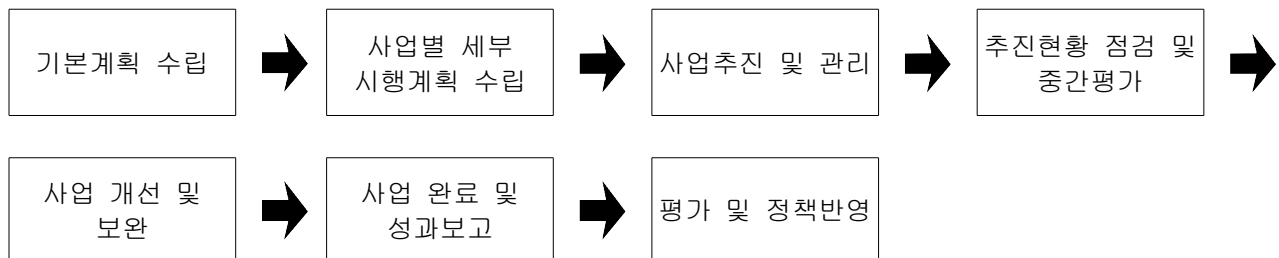 기본계획 수립
사업별 세부
시행계획 수립
사업추진 및 관리
추진현황 점검 및
중간평가
사업 개선 및
보완
사업 완료 및
성과보고
평가 및 정책반영